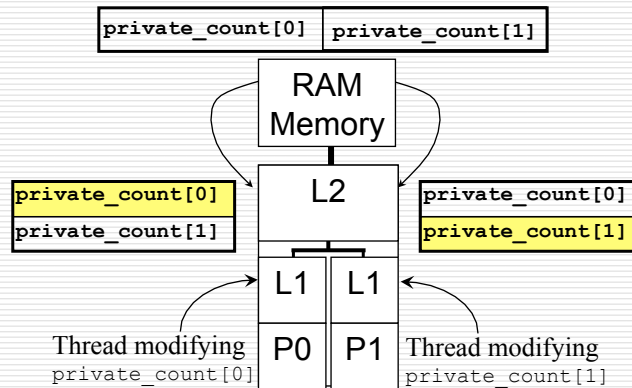 private_count[0] private_count[1]
RAM
Memory
L2
private_count[0]
private_count[1]
private_count[0]
private_count[1]
L1 L1
P0 P1
Thread modifying
private_count[0]
Thread modifying
private_count[1]